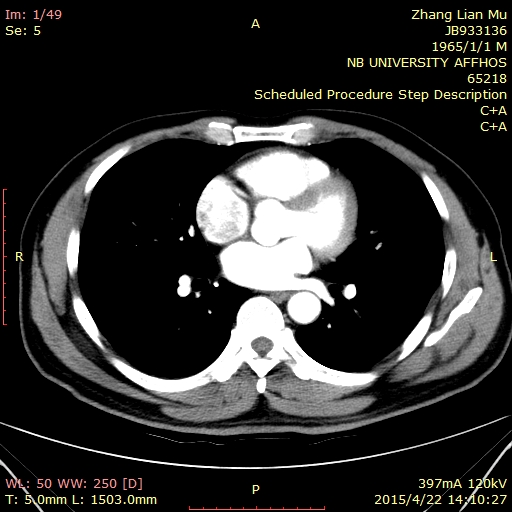 Im: 1/49
Se: 5
A
Zhang Lian Mu
JB933136
1965/1/1 M
NB UNIVERSITY AFFHOS
65218
Scheduled Procedure Step Description
C+A
C+A
R
L
WL: 50 WW: 250 [D]
T: 5.0mm L: 1503.0mm
P
397mA 120kV
2015/4/22 14:10:27